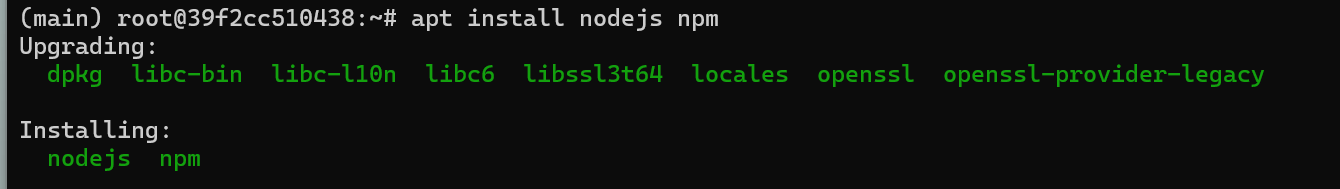 (main) root@39f2cc510438:~# apt install nodejs npm
Upgrading:
dpkg libc-bin libc-l10n libc6 libssl3t64 locales openssl openssl-provider-legacy
Installing:
nodejs npm